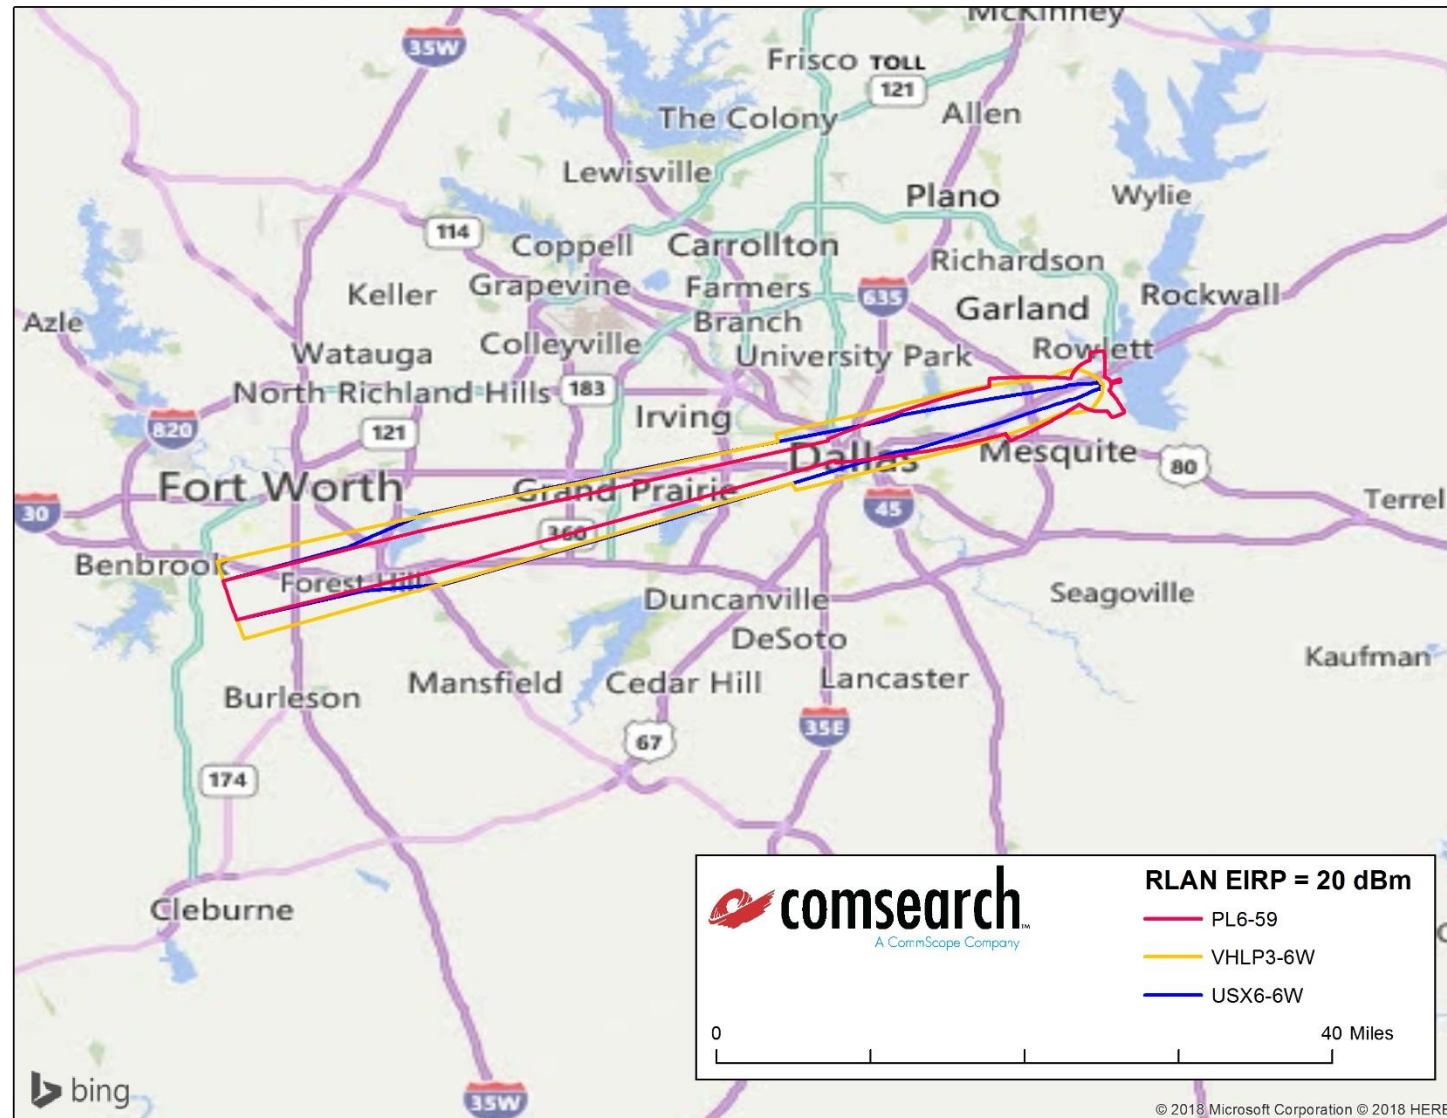 McKinney
35W
Frisco TOLL
121
The Colony
Allen
Lewisville
Plano
Wylie
114
Coppell
Carrollton
Richardson
Keller
Grapevine
Farmers
Branch
635
Garland
Rockwall
Azle
Watauga
Colleyville
University Park
Rowlett
North Richland Hills
183
Irving
820
121
Dallas
Mesquite
80
Fort Worth
Grand Prairie
30
360
45
Terrel
Benbrook
Forest Hill
Duncanville
Seagoville
DeSoto
Kaufman
Burleson
Mansfield
Cedar Hill
Lancaster
67
35E
174
Cleburne
comsearch™
A CommScope Company
RLAN EIRP = 20 dBm
PL6-59
VHLP3-6W
USX6-6W
0
40 Miles
bing
35W
© 2018 Microsoft Corporation © 2018 HERE